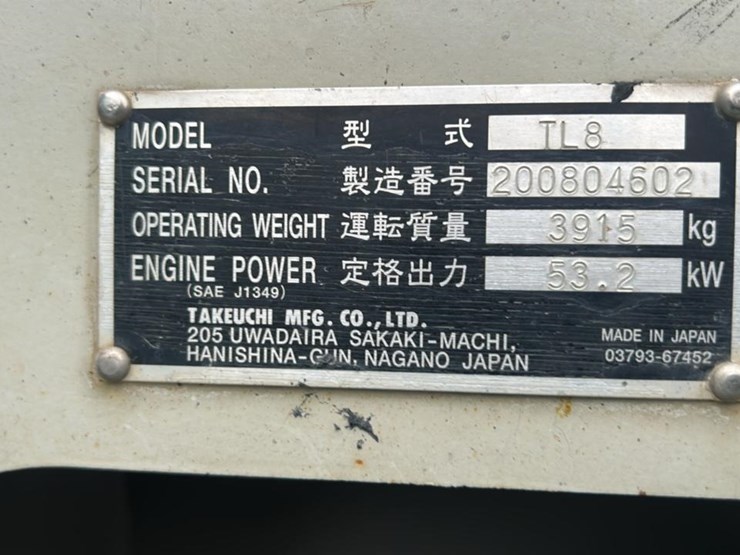 MODEL 型式 TL8
SERIAL NO. 製造番号 200804602
OPERATING WEIGHT 運転質量 3915 kg
ENGINE POWER 定格出力 53.2 kW
(SAE J1349)
TAKEUCHI MFG. CO., LTD.
205 UWADAIRA SAKAKI-MACHI,
HANISHINA-GUN, NAGANO JAPAN
MADE IN JAPAN
03793-67452